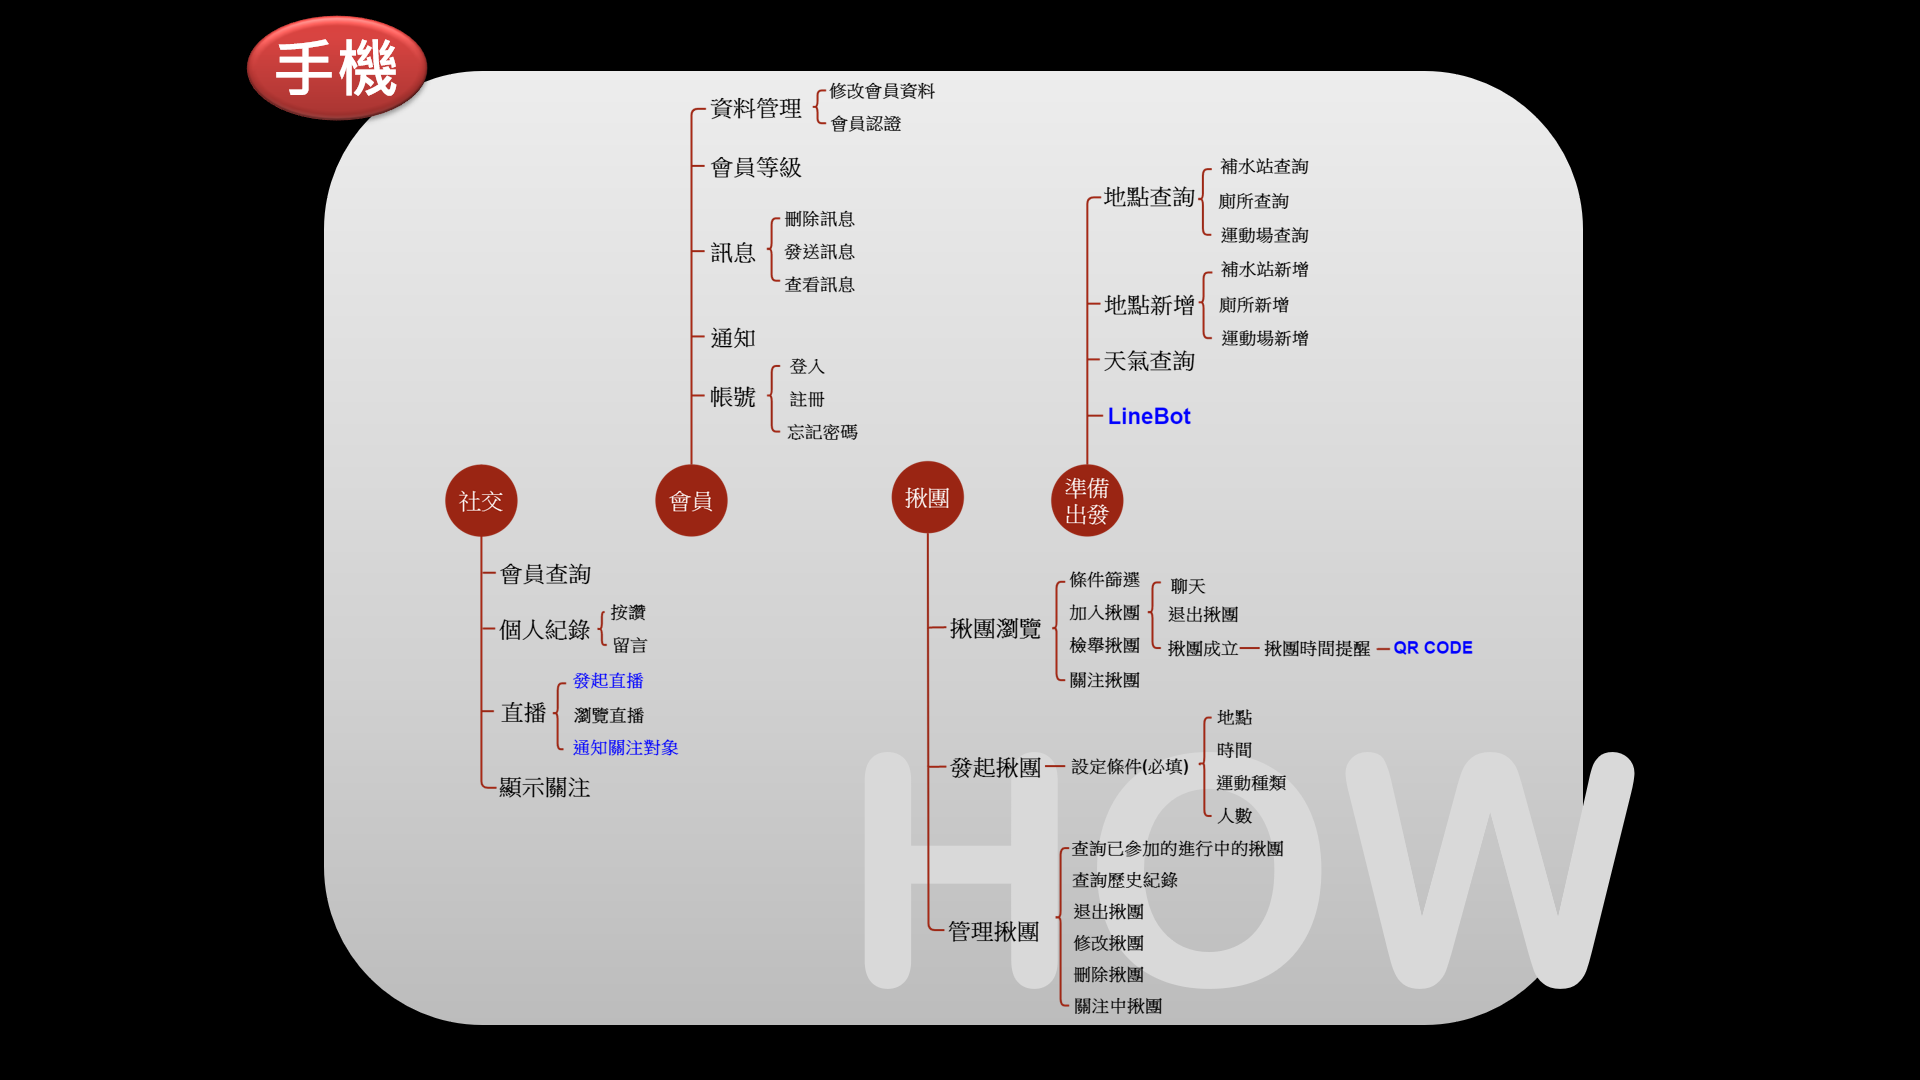 手機
資料管理
修改會員資料
會員認證
會員等級
訊息
刪除訊息
發送訊息
查看訊息
通知
帳號
登入
註冊
忘記密碼
地點查詢
補水站查詢
廁所查詢
運動場查詢
地點新增
補水站新增
廁所新增
運動場新增
天氣查詢
LineBot
社交
會員
揪團
準備
出發
會員查詢
個人紀錄
按讚
留言
直播
發起直播
瀏覽直播
通知關注對象
顯示關注
揪團瀏覽
條件篩選
加入揪團
檢舉揪團
關注揪團
聊天
退出揪團
揪團成立
揪團時間提醒
QR CODE
發起揪團
設定條件(必填)
地點
時間
運動種類
人數
管理揪團
查詢已參加的進行中的揪團
查詢歷史紀錄
退出揪團
修改揪團
刪除揪團
關注中揪團
HOW